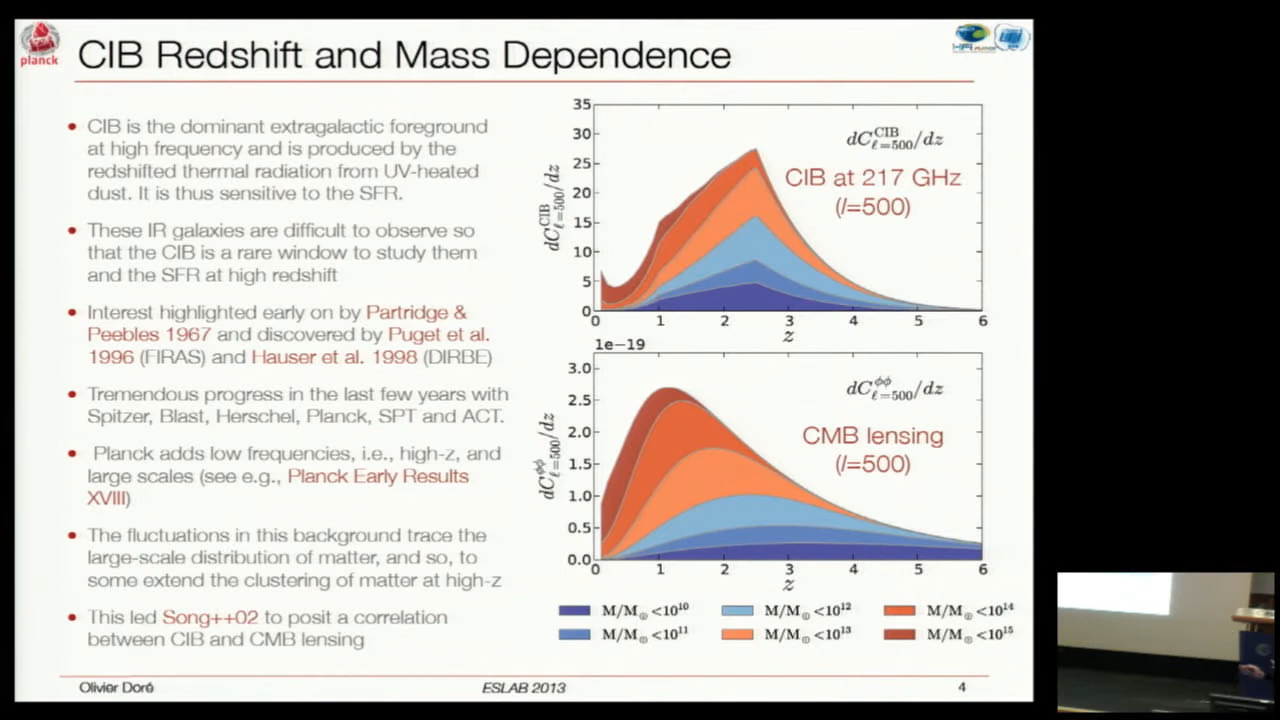 planck
CIB Redshift and Mass Dependence
• CIB is the dominant extragalactic foreground
at high frequency and is produced by the
redshifted thermal radiation from UV-heated
dust. It is thus sensitive to the SFR.
• These IR galaxies are difficult to observe so
that the CIB is a rare window to study them
and the SFR at high redshift
• Interest highlighted early on by Partridge &
Peebles 1967 and discovered by Puget et al.
1996 (FIRAS) and Hauser et al. 1998 (DIRBE)
• Tremendous progress in the last few years with
Spitzer, Blast, Herschel, Planck, SPT and ACT.
• Planck adds low frequencies, i.e., high-z, and
large scales (see e.g., Planck Early Results
XVIII)
• The fluctuations in this background trace the
large-scale distribution of matter, and so, to
some extend the clustering of matter at high-z
• This led Song++02 to posit a correlation
between CIB and CMB lensing
35
30
25
20
15
10
5
0
dC^CIB_ℓ=500/dz
dC^CIB_ℓ=500/dz
CIB at 217 GHz
(l=500)
0 1 2 3 4 5 6
z
1e−19
3.0
2.5
2.0
1.5
1.0
0.5
0.0
dC^ϕϕ_ℓ=500/dz
dC^ϕϕ_ℓ=500/dz
CMB lensing
(l=500)
0 1 2 3 4 5 6
z
M/M⊙<10^10 M/M⊙<10^12 M/M⊙<10^14
M/M⊙<10^11 M/M⊙<10^13 M/M⊙<10^15
Olivier Doré ESLAB 2013 4